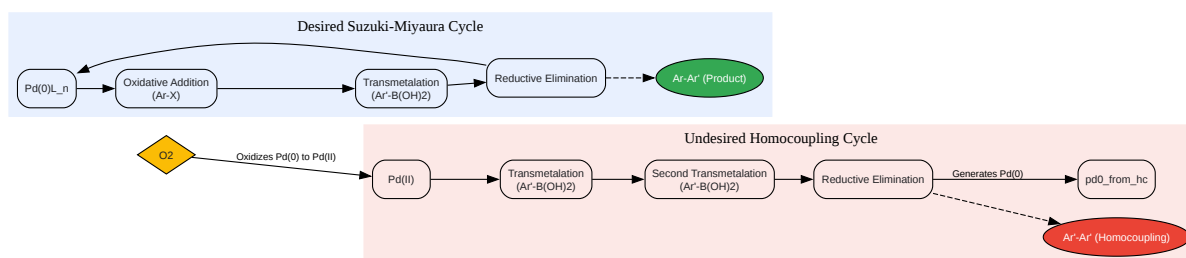 Desired Suzuki-Miyaura Cycle
Pd(0)L_n
Oxidative Addition
(Ar-X)
Transmetalation
(Ar'-B(OH)2)
Reductive Elimination
Ar-Ar' (Product)
O2
Oxidizes Pd(0) to Pd(II)
Undesired Homocoupling Cycle
Pd(II)
Transmetalation
(Ar'-B(OH)2)
Second Transmetalation
(Ar'-B(OH)2)
Reductive Elimination
Generates Pd(0)
pd0_from_hc
Ar'-Ar' (Homocoupling)